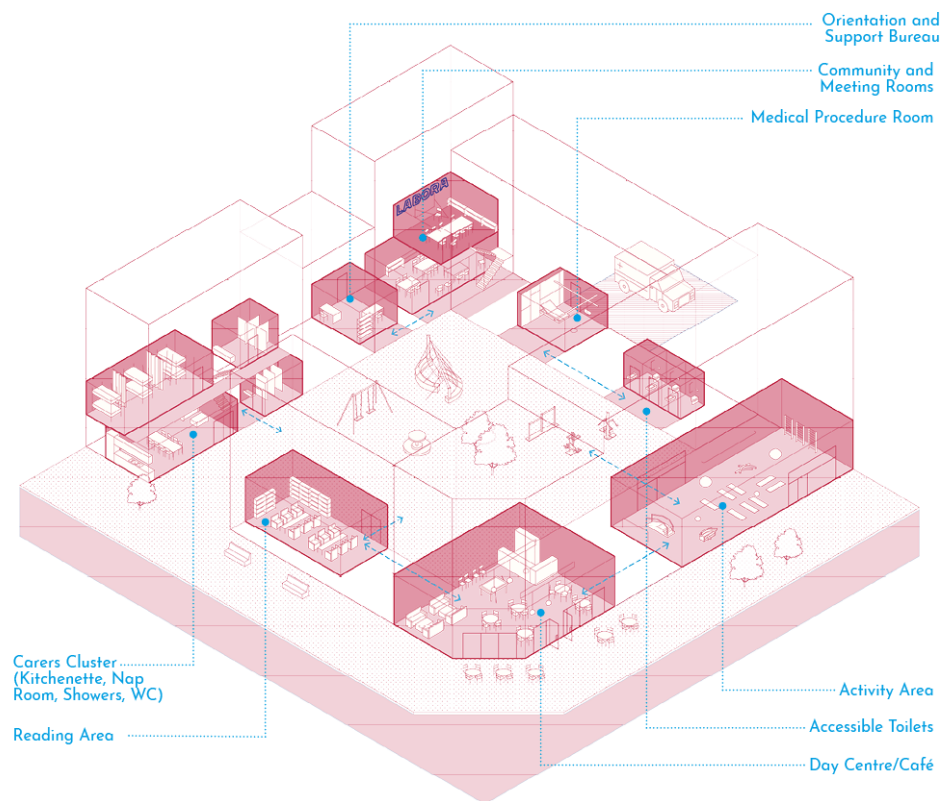 Orientation and
Support Bureau
Community and
Meeting Rooms
Medical Procedure Room
LABORA
Carers Cluster
(Kitchenette, Nap
Room, Showers, WC)
Reading Area
Activity Area
Accessible Toilets
Day Centre/Café